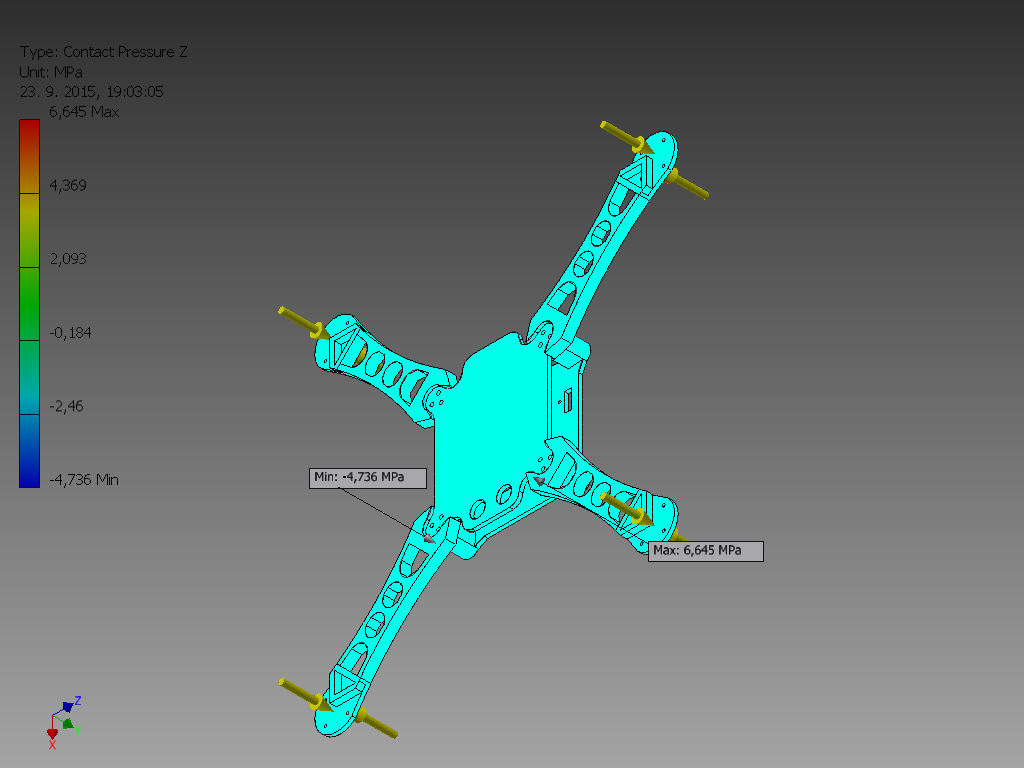 Type: Contact Pressure Z
Unit: MPa
23. 9. 2015, 19:03:05
6,645 Max
4,369
2,093
-0,184
-2,46
-4,736 Min
Min: -4,736 MPa
Max: 6,645 MPa
Z
Y
X